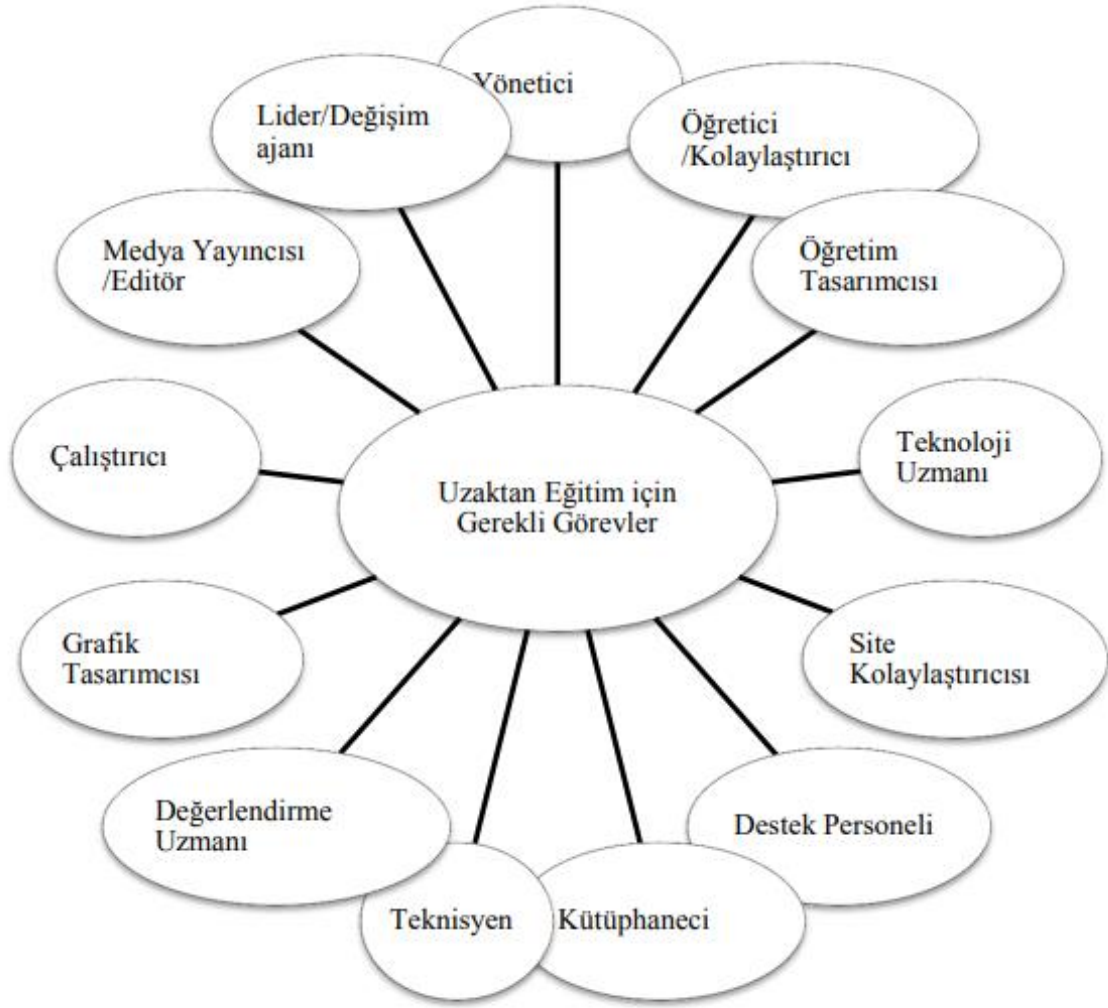 Yönetici
Öğretici
/Kolaylaştırıcı
Öğretim
Tasarımcısı
Teknoloji
Uzmanı
Site
Kolaylaştırıcısı
Destek Personeli
Kütüphaneci
Teknisyen
Değerlendirme
Uzmanı
Grafik
Tasarımcısı
Çalıştırıcı
Medya Yayıncısı
/Editör
Lider/Değişim
ajanı
Uzaktan Eğitim için
Gerekli Görevler